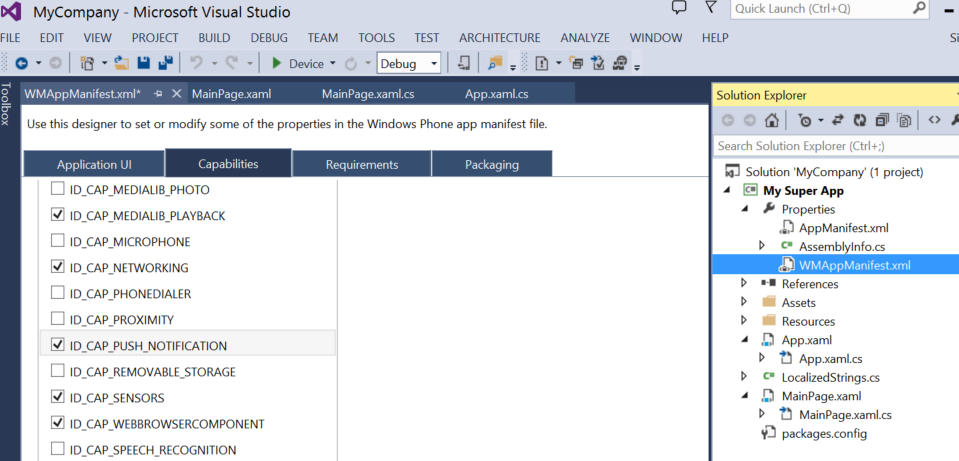 MyCompany - Microsoft Visual Studio
Quick Launch (Ctrl+Q)
FILE EDIT VIEW PROJECT BUILD DEBUG TEAM TOOLS TEST ARCHITECTURE ANALYZE WINDOW HELP
Device Debug
Toolbox
WMAppManifest.xml* MainPage.xaml MainPage.xaml.cs App.xaml.cs
Use this designer to set or modify some of the properties in the Windows Phone app manifest file.
Application UI Capabilities Requirements Packaging
ID_CAP_MEDIALIB_PHOTO
ID_CAP_MEDIALIB_PLAYBACK
ID_CAP_MICROPHONE
ID_CAP_NETWORKING
ID_CAP_PHONEDIALER
ID_CAP_PROXIMITY
ID_CAP_PUSH_NOTIFICATION
ID_CAP_REMOVABLE_STORAGE
ID_CAP_SENSORS
ID_CAP_WEBBROWSERCOMPONENT
ID_CAP_SPEECH_RECOGNITION
Solution Explorer
Search Solution Explorer (Ctrl+;)
Solution 'MyCompany' (1 project)
My Super App
Properties
AppManifest.xml
AssemblyInfo.cs
WMAppManifest.xml
References
Assets
Resources
App.xaml
App.xaml.cs
LocalizedStrings.cs
MainPage.xaml
MainPage.xaml.cs
packages.config